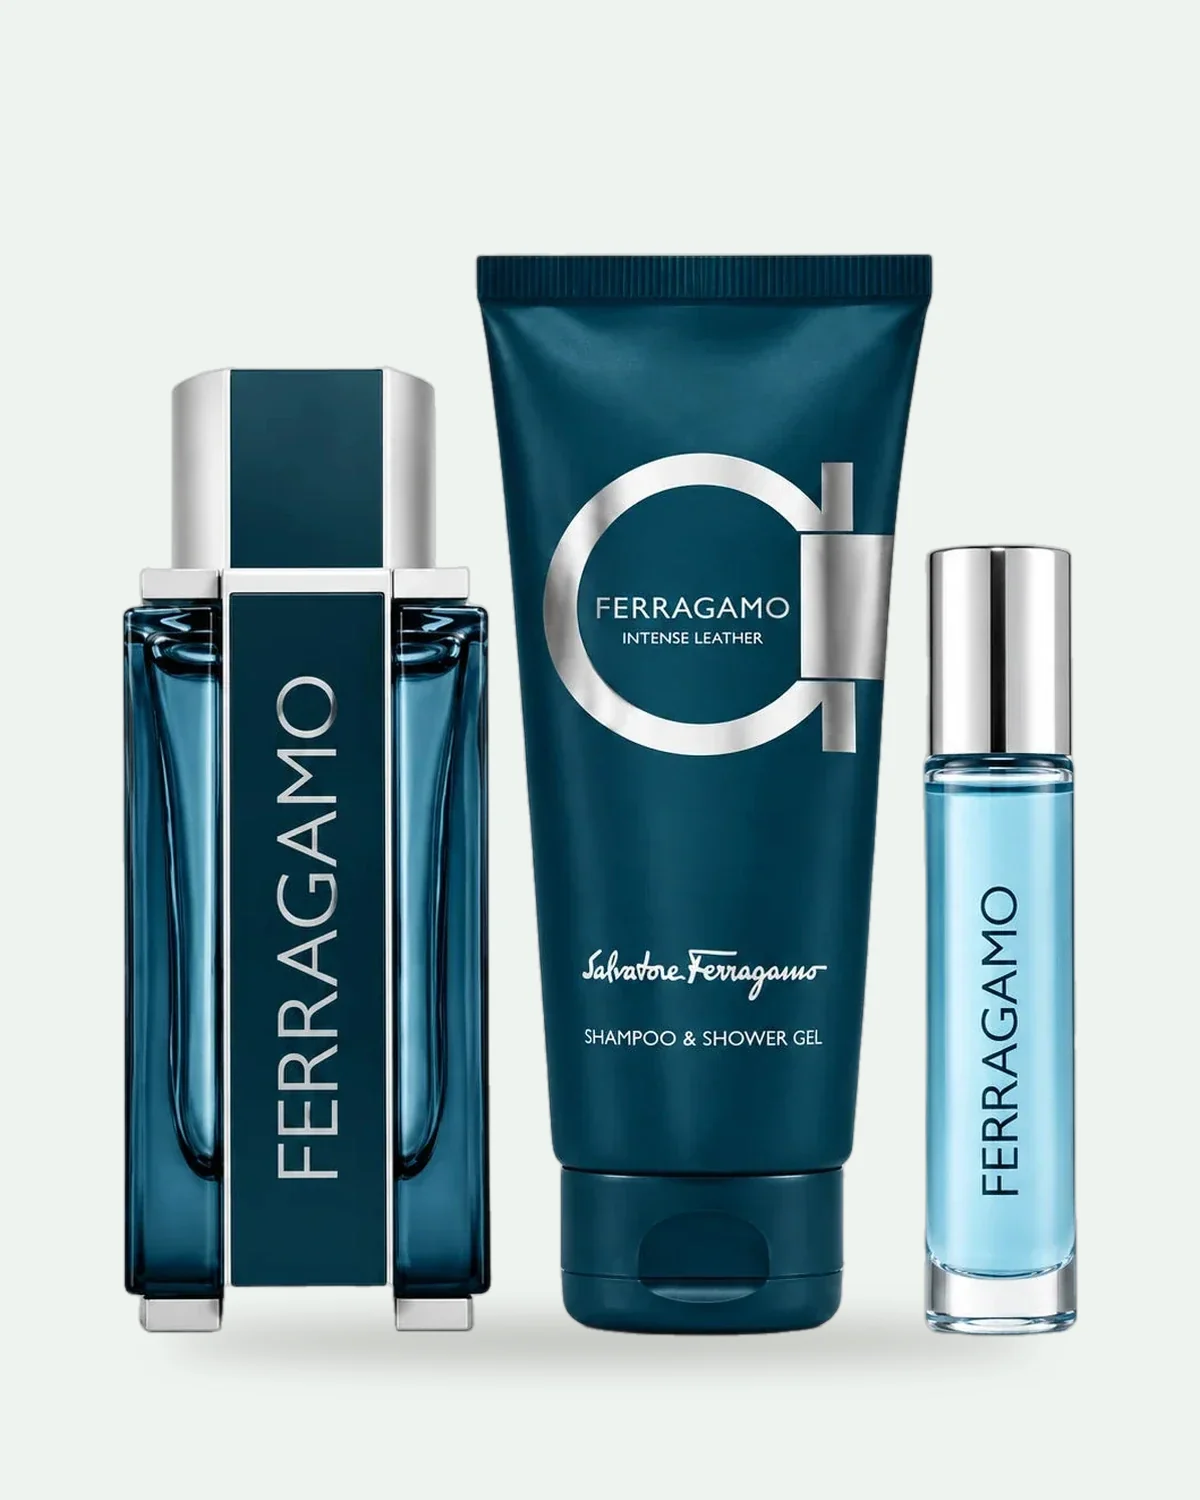 FERRAGAMO
FERRAGAMO
INTENSE LEATHER
Salvatore Ferragamo
SHAMPOO & SHOWER GEL
FERRAGAMO